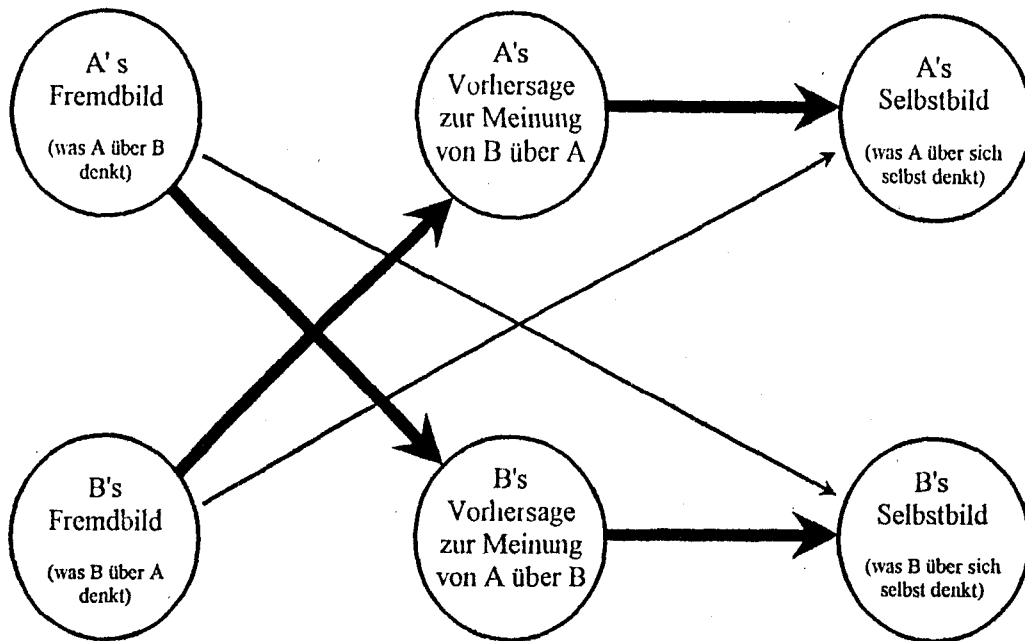 A' s
Fremdbild
(was A über B
denkt)
A's
Vorhersage
zur Meinung
von B über A
A's
Selbstbild
(was A über sich
selbst denkt)
B's
Fremdbild
(was B über A
denkt)
B's
Vorhersage
zur Meinung
von A über B
B's
Selbstbild
(was B über sich
selbst denkt)